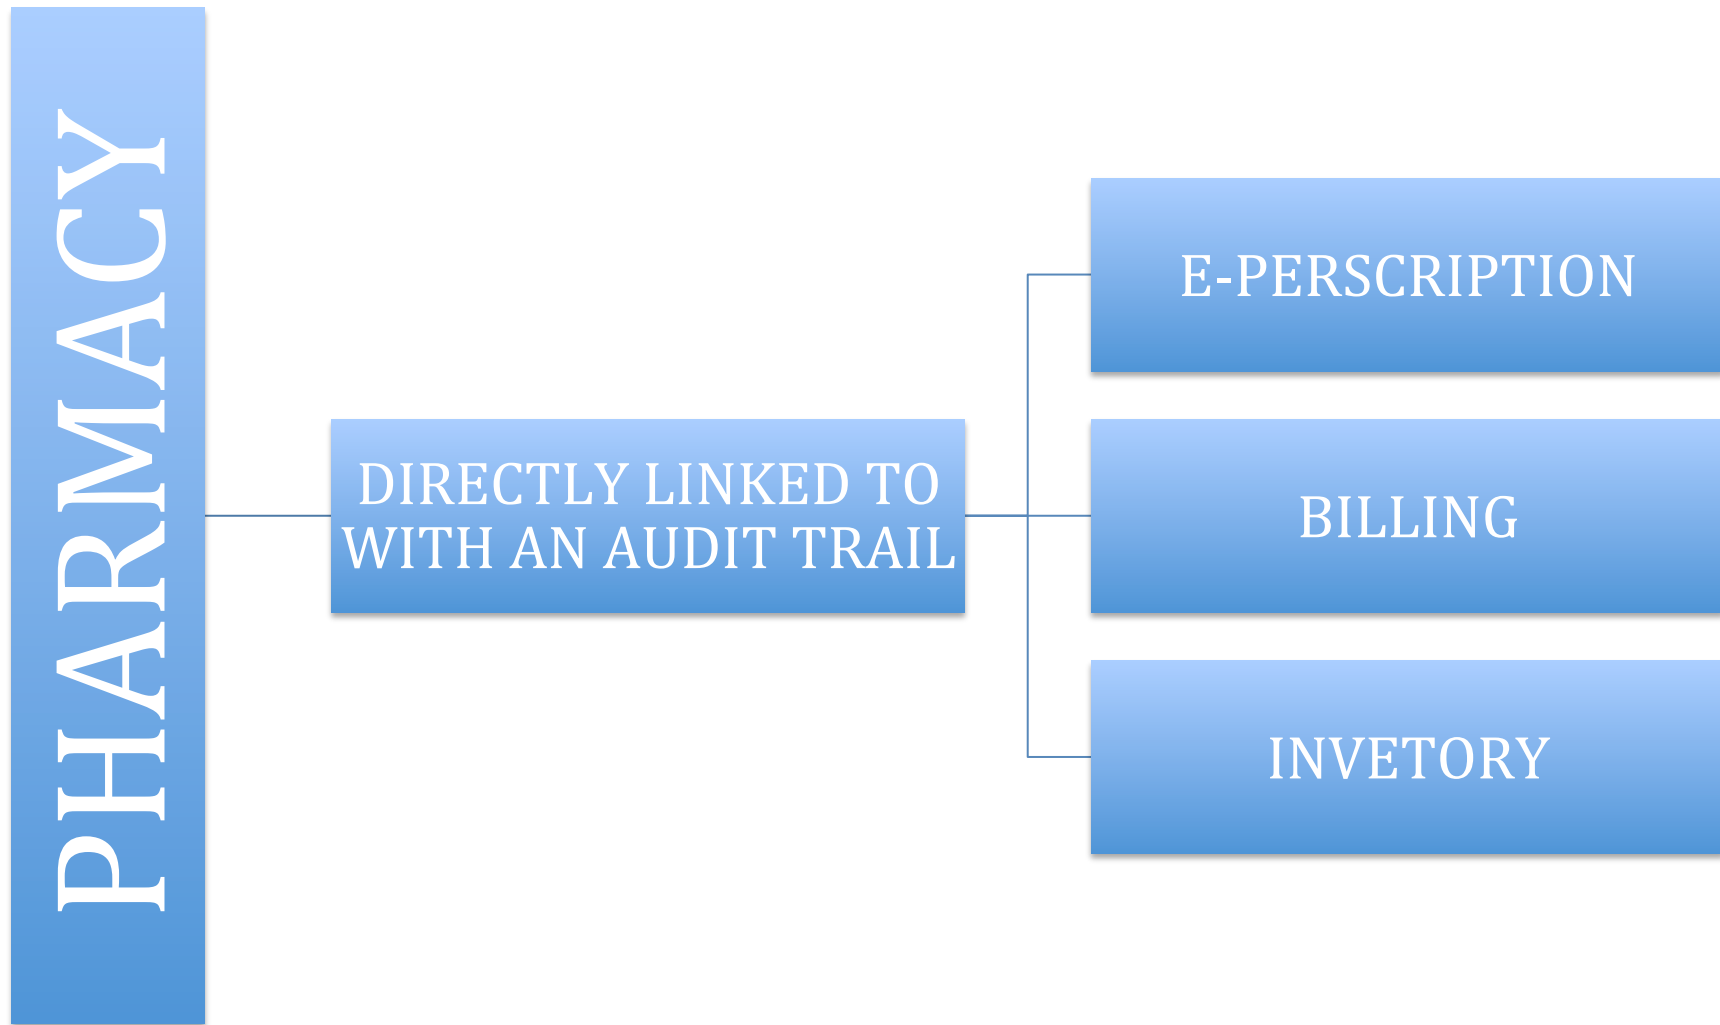 PHARMACY
DIRECTLY LINKED TO
WITH AN AUDIT TRAIL
E-PERSCRIPTION
BILLING
INVETORY